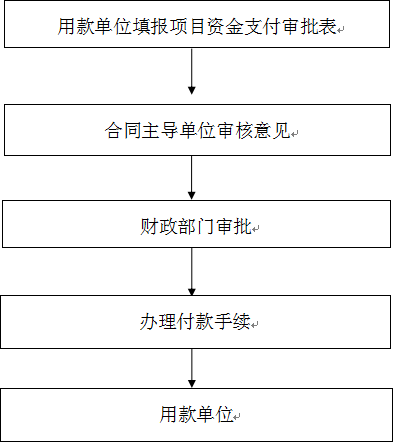 用款单位填报项目资金支付审批表
合同主导单位审核意见
财政部门审批
办理付款手续
用款单位